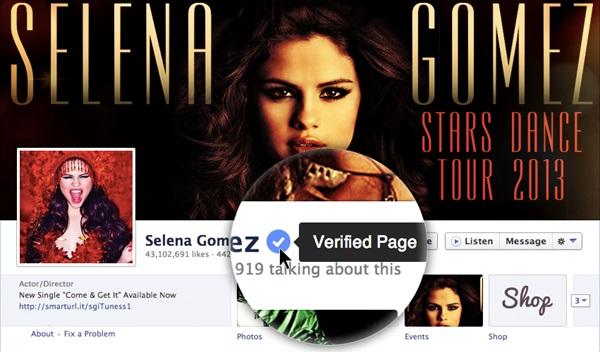 SELENA GOMEZ
STARS DANCE
TOUR 2013
Selena Gomez
Verified Page
Listen
Message
43,102,691 likes · 442
919 talking about this
Actor/Director
New Single "Come & Get It" Available Now
http://smarturl.it/sgiTuness1
About - Fix a Problem
Photos
Events
Shop
Shop
3